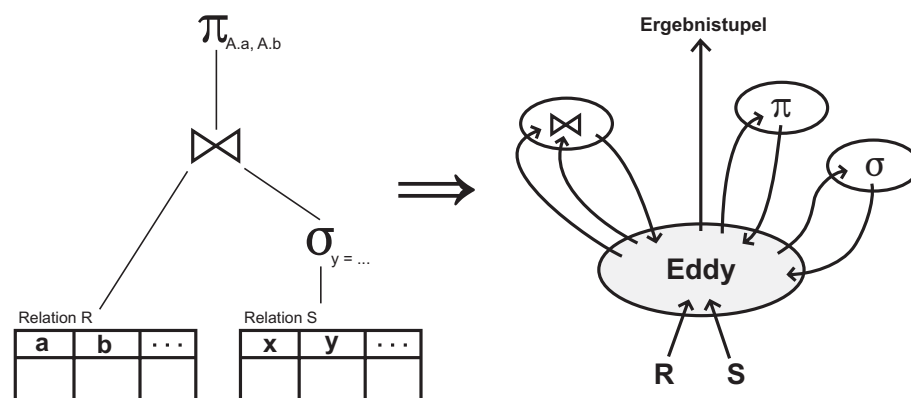 π A.a, A.b
⋈
σ y = ...
Relation R
a b ...
Relation S
x y ...
⇒
Ergebnistupel
⋈
π
σ
Eddy
R S